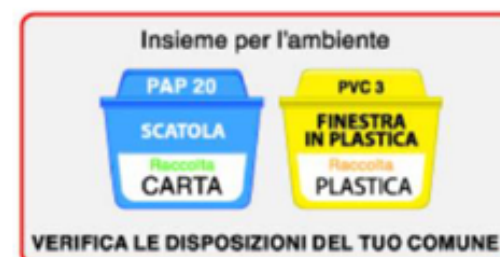 Insieme per l'ambiente
PAP 20
SCATOLA
Raccolta
CARTA
PVC 3
FINESTRA
IN PLASTICA
Raccolta
PLASTICA
VERIFICA LE DISPOSIZIONI DEL TUO COMUNE